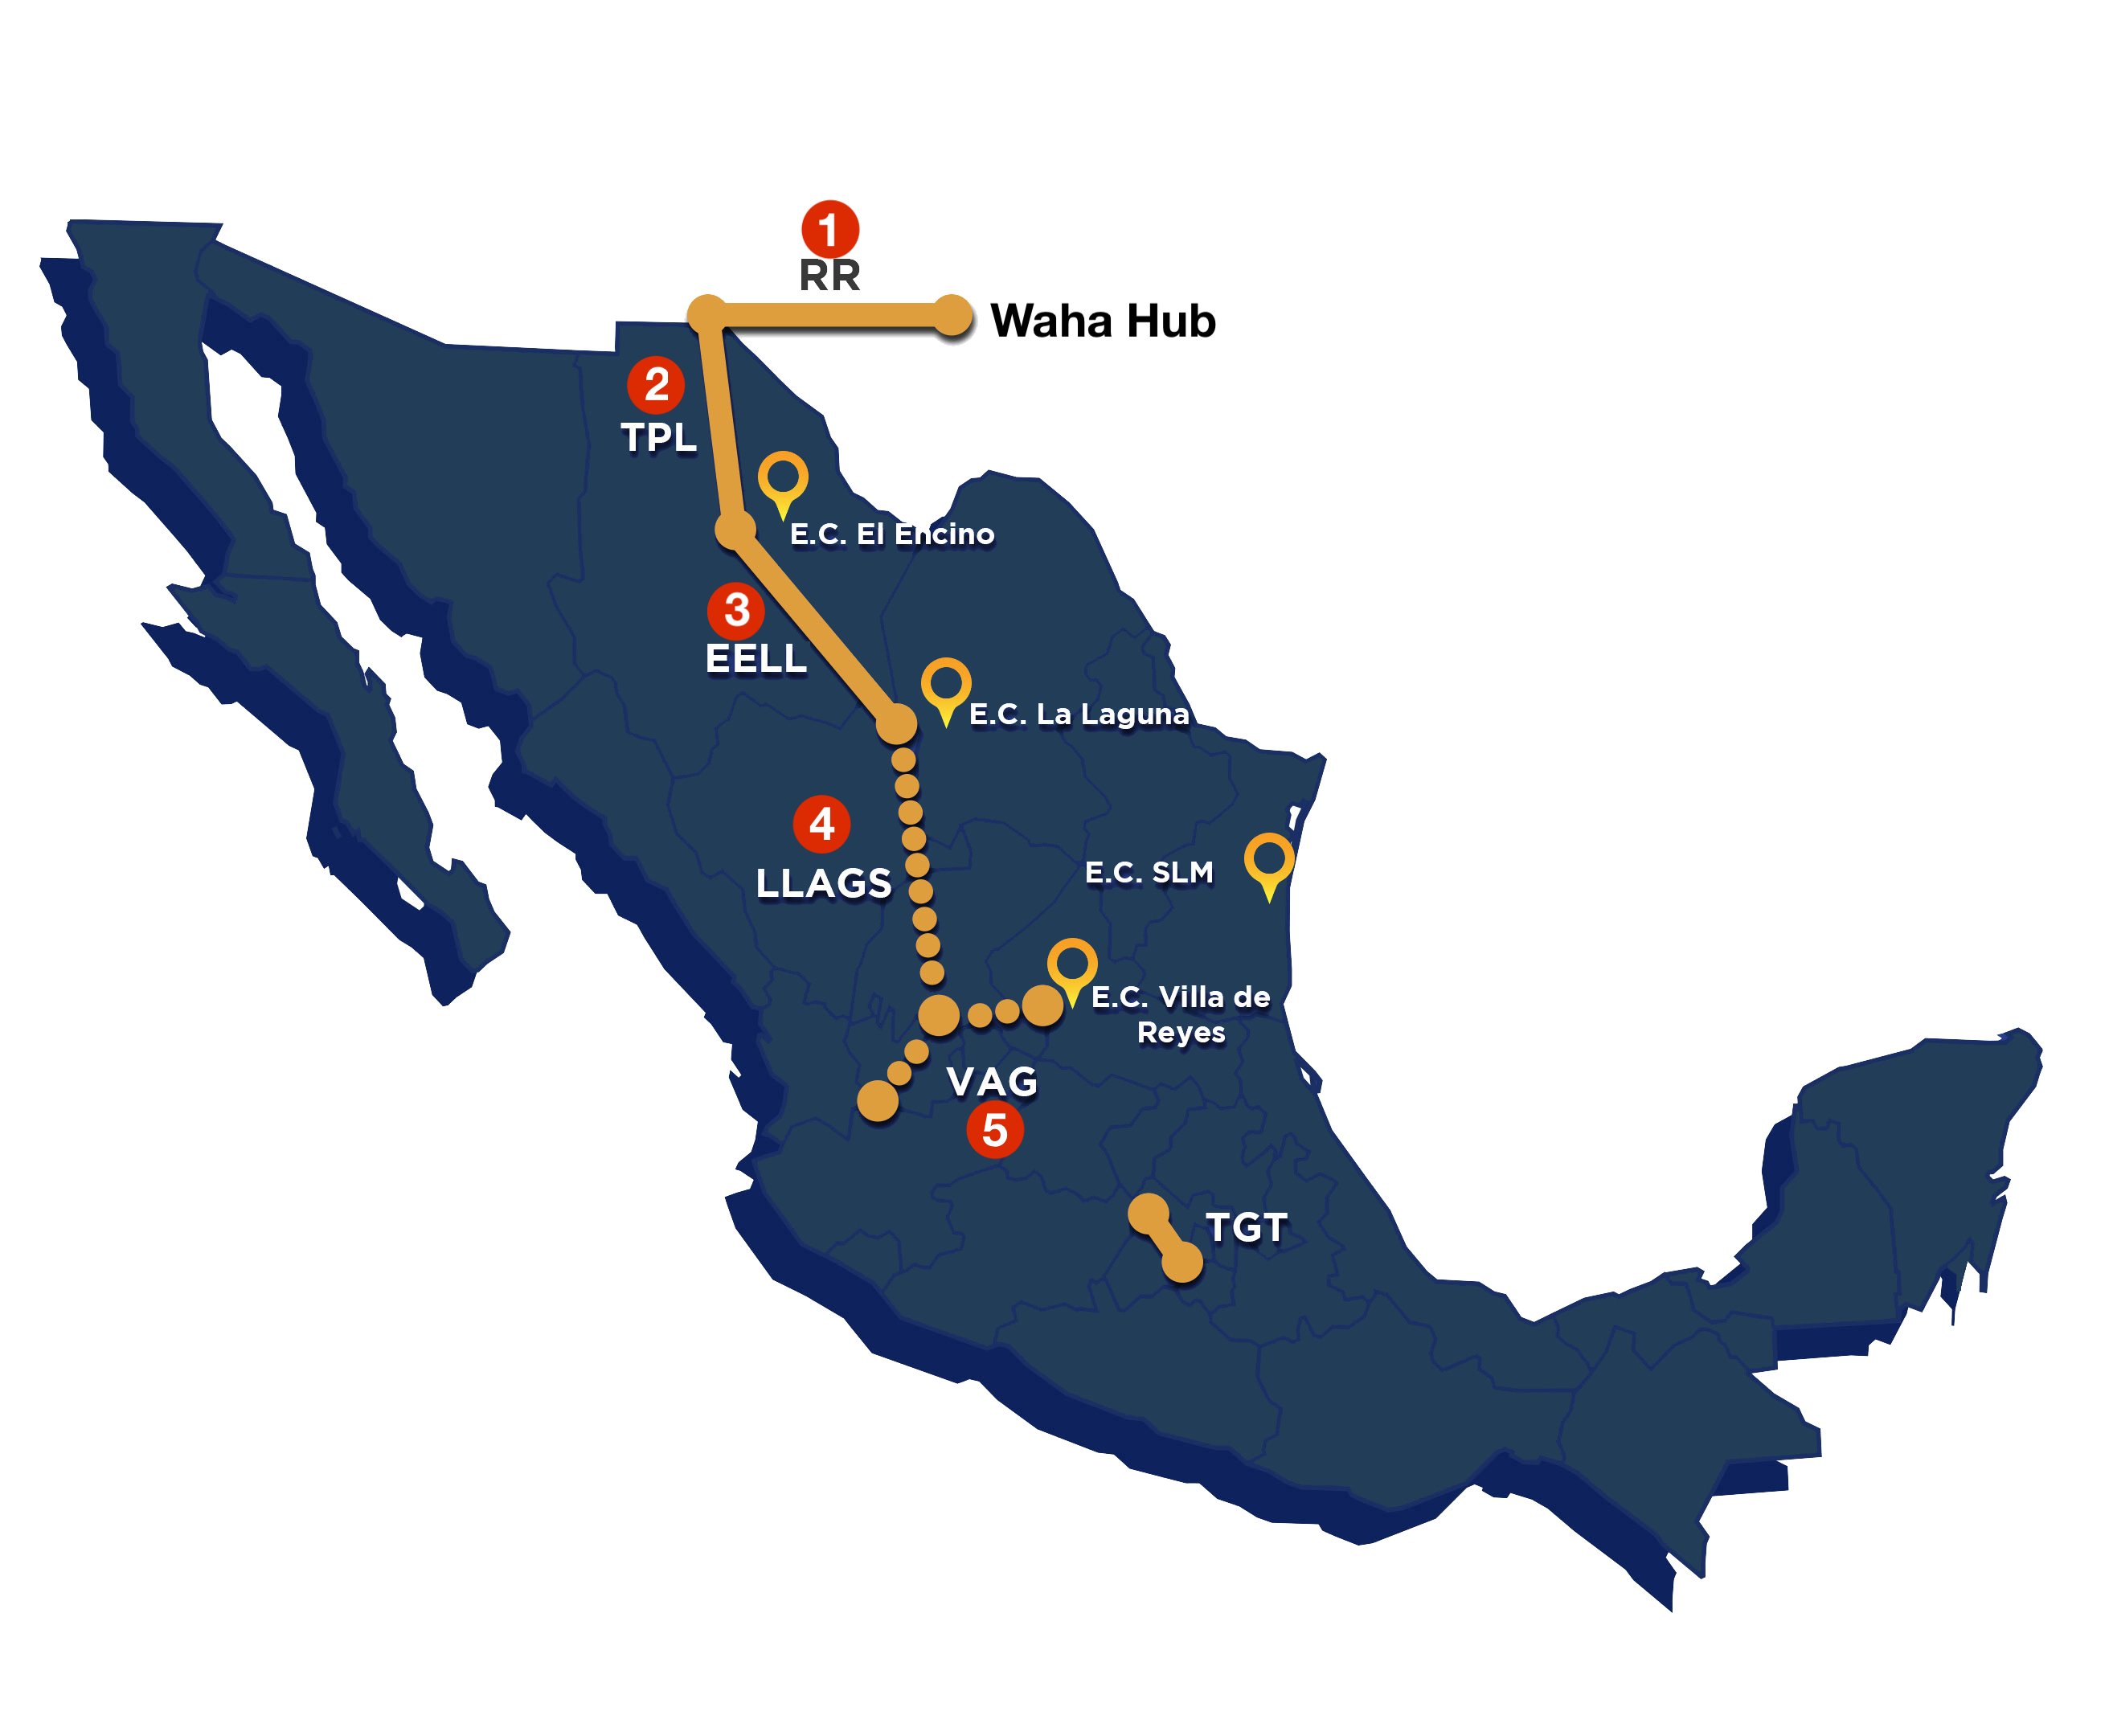 1
RR
Waha Hub
2
TPL
E.C. El Encino
3
EELL
E.C. La Laguna
4
LLAGS
E.C. SLM
E.C. Villa de
Reyes
VAG
5
TGT